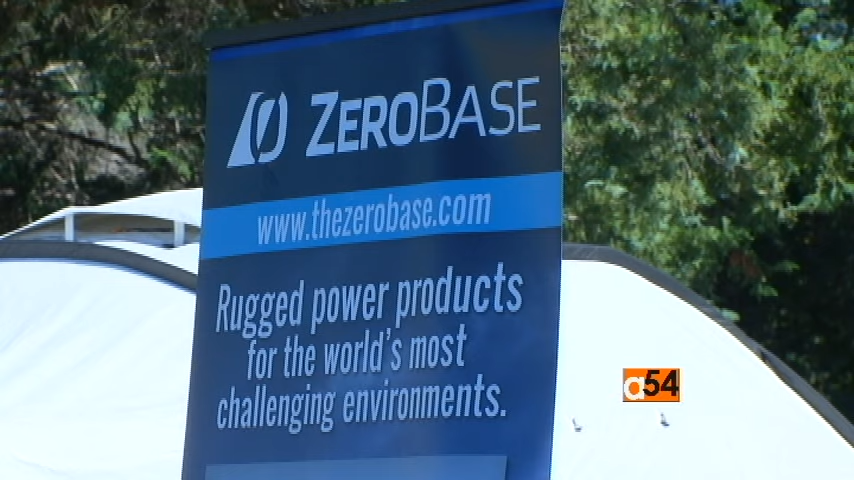 ZEROBASE
www.thezerobase.com
Rugged power products
for the world's most
challenging environments.
a54